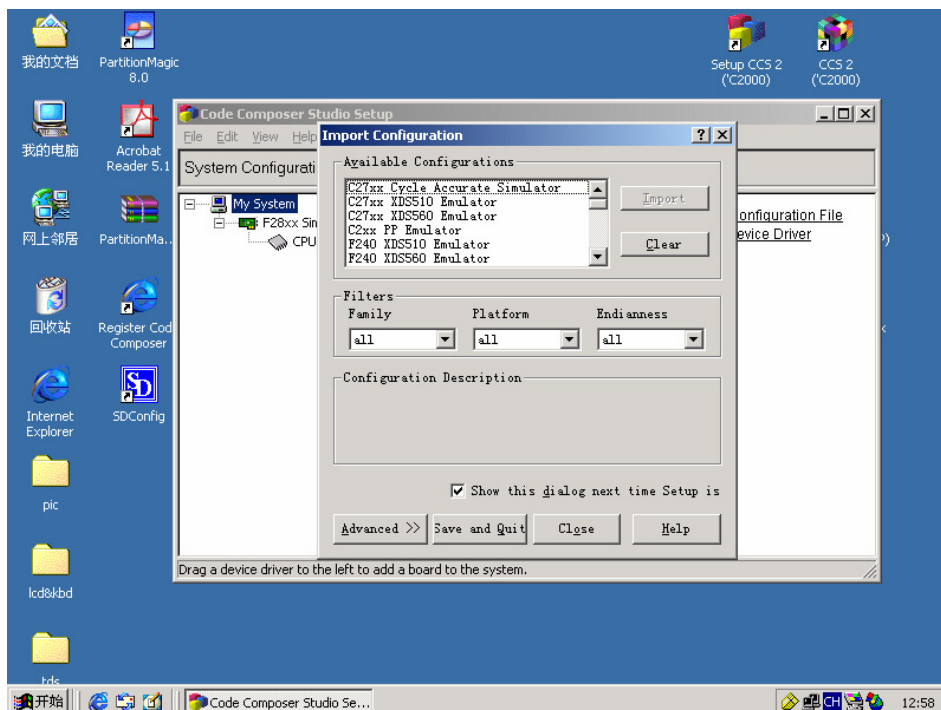 我的文档
PartitionMagic
8.0
Setup CCS 2
('C2000)
CCS 2
('C2000)
我的电脑
Acrobat
Reader 5.1
网上邻居
PartitionMa..
回收站
Register Cod
Composer
Internet
Explorer
SDConfig
pic
lcd&kbd
tds
Code Composer Studio Setup
File Edit View Help
System Configurati
My System
F28xx Sin
CPU
onfiguration File
evice Driver
Import Configuration
Available Configurations
C27xx Cycle Accurate Simulator
C27xx XDS510 Emulator
C27xx XDS560 Emulator
C2xx PP Emulator
F240 XDS510 Emulator
F240 XDS560 Emulator
Import
Clear
Filters
Family Platform Endianness
all all all
Configuration Description
Show this dialog next time Setup is
Advanced >> Save and Quit Close Help
Drag a device driver to the left to add a board to the system.
开始
Code Composer Studio Se...
CH
12:58